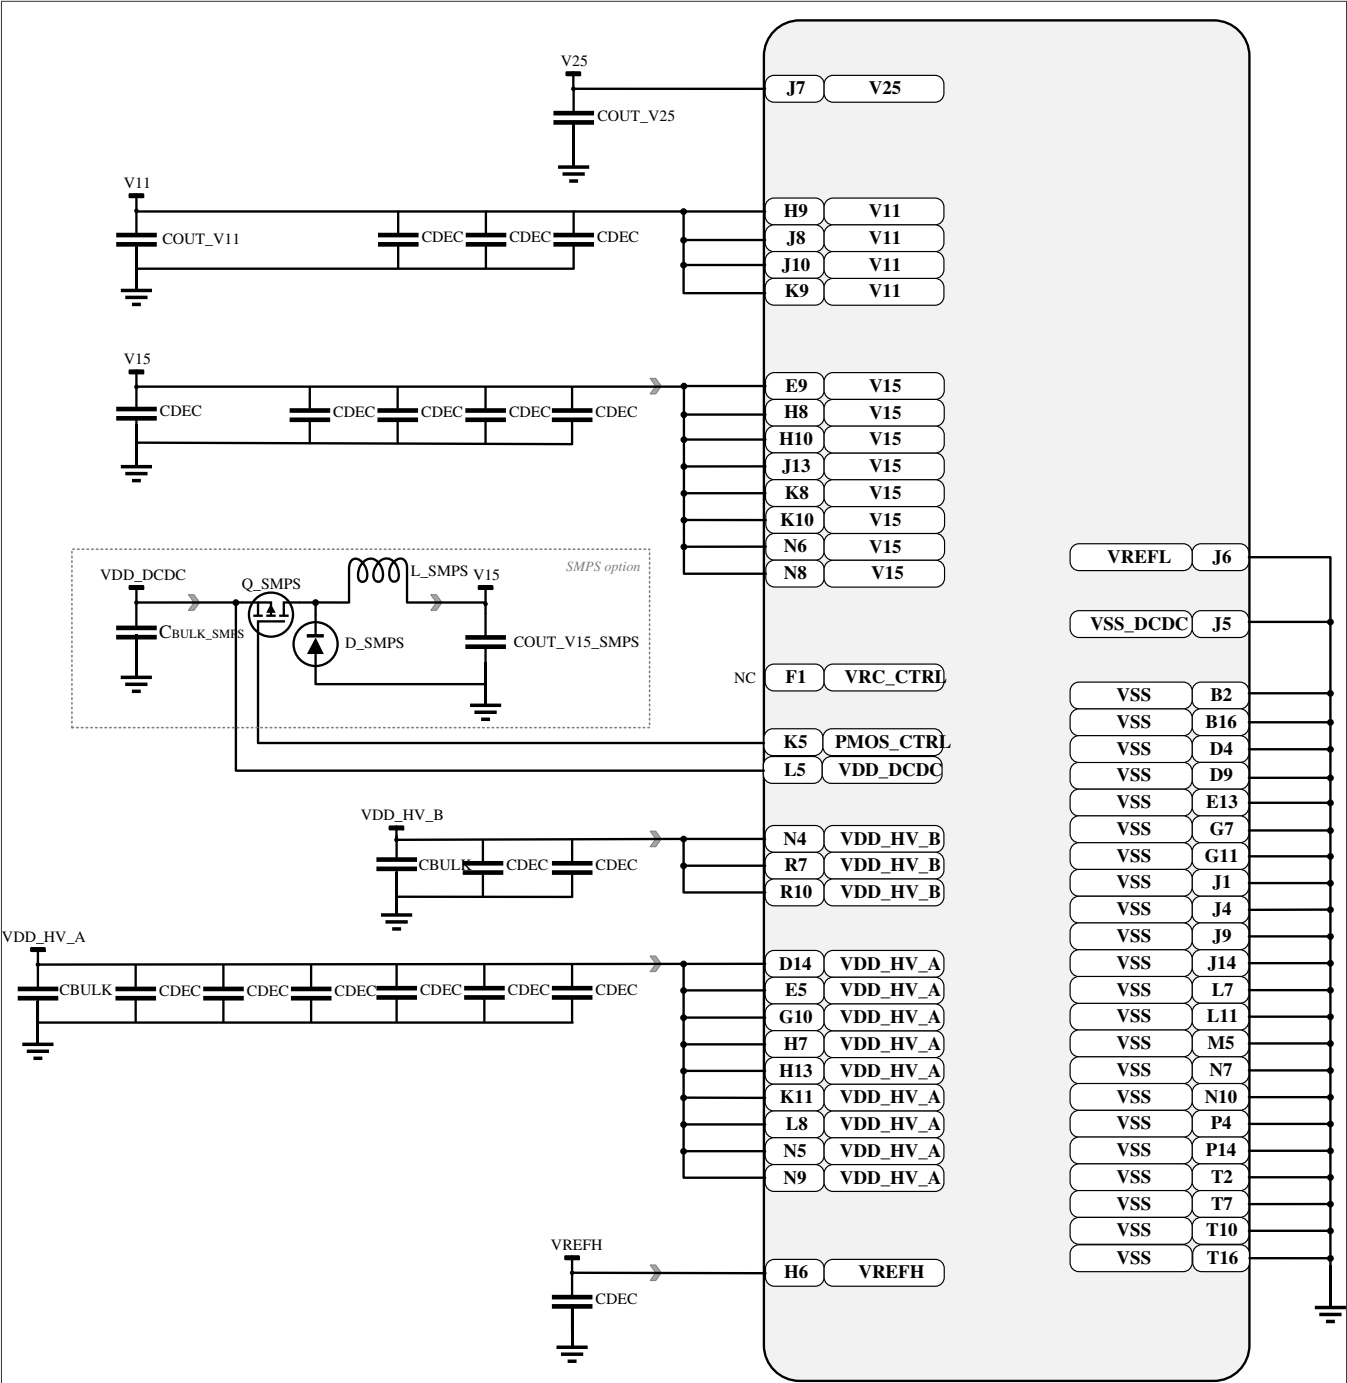 V25
J7 V25
COUT_V25
V11
H9 V11
COUT_V11 CDEC CDEC CDEC J8 V11
J10 V11
K9 V11
V15
E9 V15
CDEC CDEC CDEC CDEC CDEC H8 V15
H10 V15
J13 V15
K8 V15
K10 V15
N6 V15
VREFL J6
SMPS option
L_SMPS
N8 V15
VDD_DCDC Q_SMPS V15
VSS_DCDC J5
CBULK_SMPS D_SMPS COUT_V15_SMPS
NC F1 VRC_CTRL
VSS B2
VSS B16
K5 PMOS_CTRL
VSS D4
L5 VDD_DCDC
VSS D9
VSS E13
VDD_HV_B
VSS G7
N4 VDD_HV_B
VSS G11
CBULK CDEC CDEC R7 VDD_HV_B
VSS J1
R10 VDD_HV_B
VSS J4
VDD_HV_A
VSS J9
D14 VDD_HV_A VSS J14
CBULK CDEC CDEC CDEC CDEC CDEC CDEC E5 VDD_HV_A VSS L7
G10 VDD_HV_A VSS L11
H7 VDD_HV_A VSS M5
H13 VDD_HV_A VSS N7
K11 VDD_HV_A VSS N10
L8 VDD_HV_A VSS P4
N5 VDD_HV_A VSS P14
N9 VDD_HV_A VSS T2
VSS T7
VSS T10
VREFH
VSS T16
H6 VREFH
CDEC